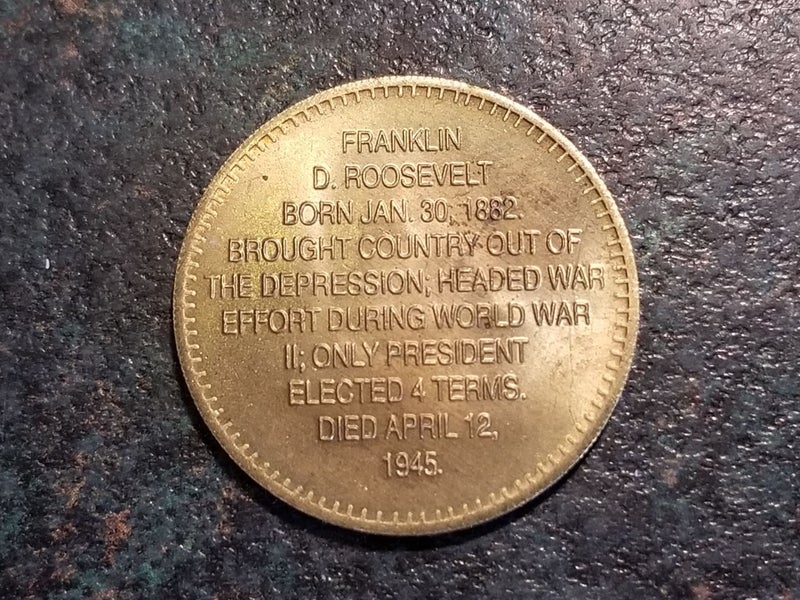 FRANKLIN
D. ROOSEVELT
BORN JAN. 30, 1882.
BROUGHT COUNTRY OUT OF
THE DEPRESSION; HEADED WAR
EFFORT DURING WORLD WAR
II; ONLY PRESIDENT
ELECTED 4 TERMS.
DIED APRIL 12,
1945.